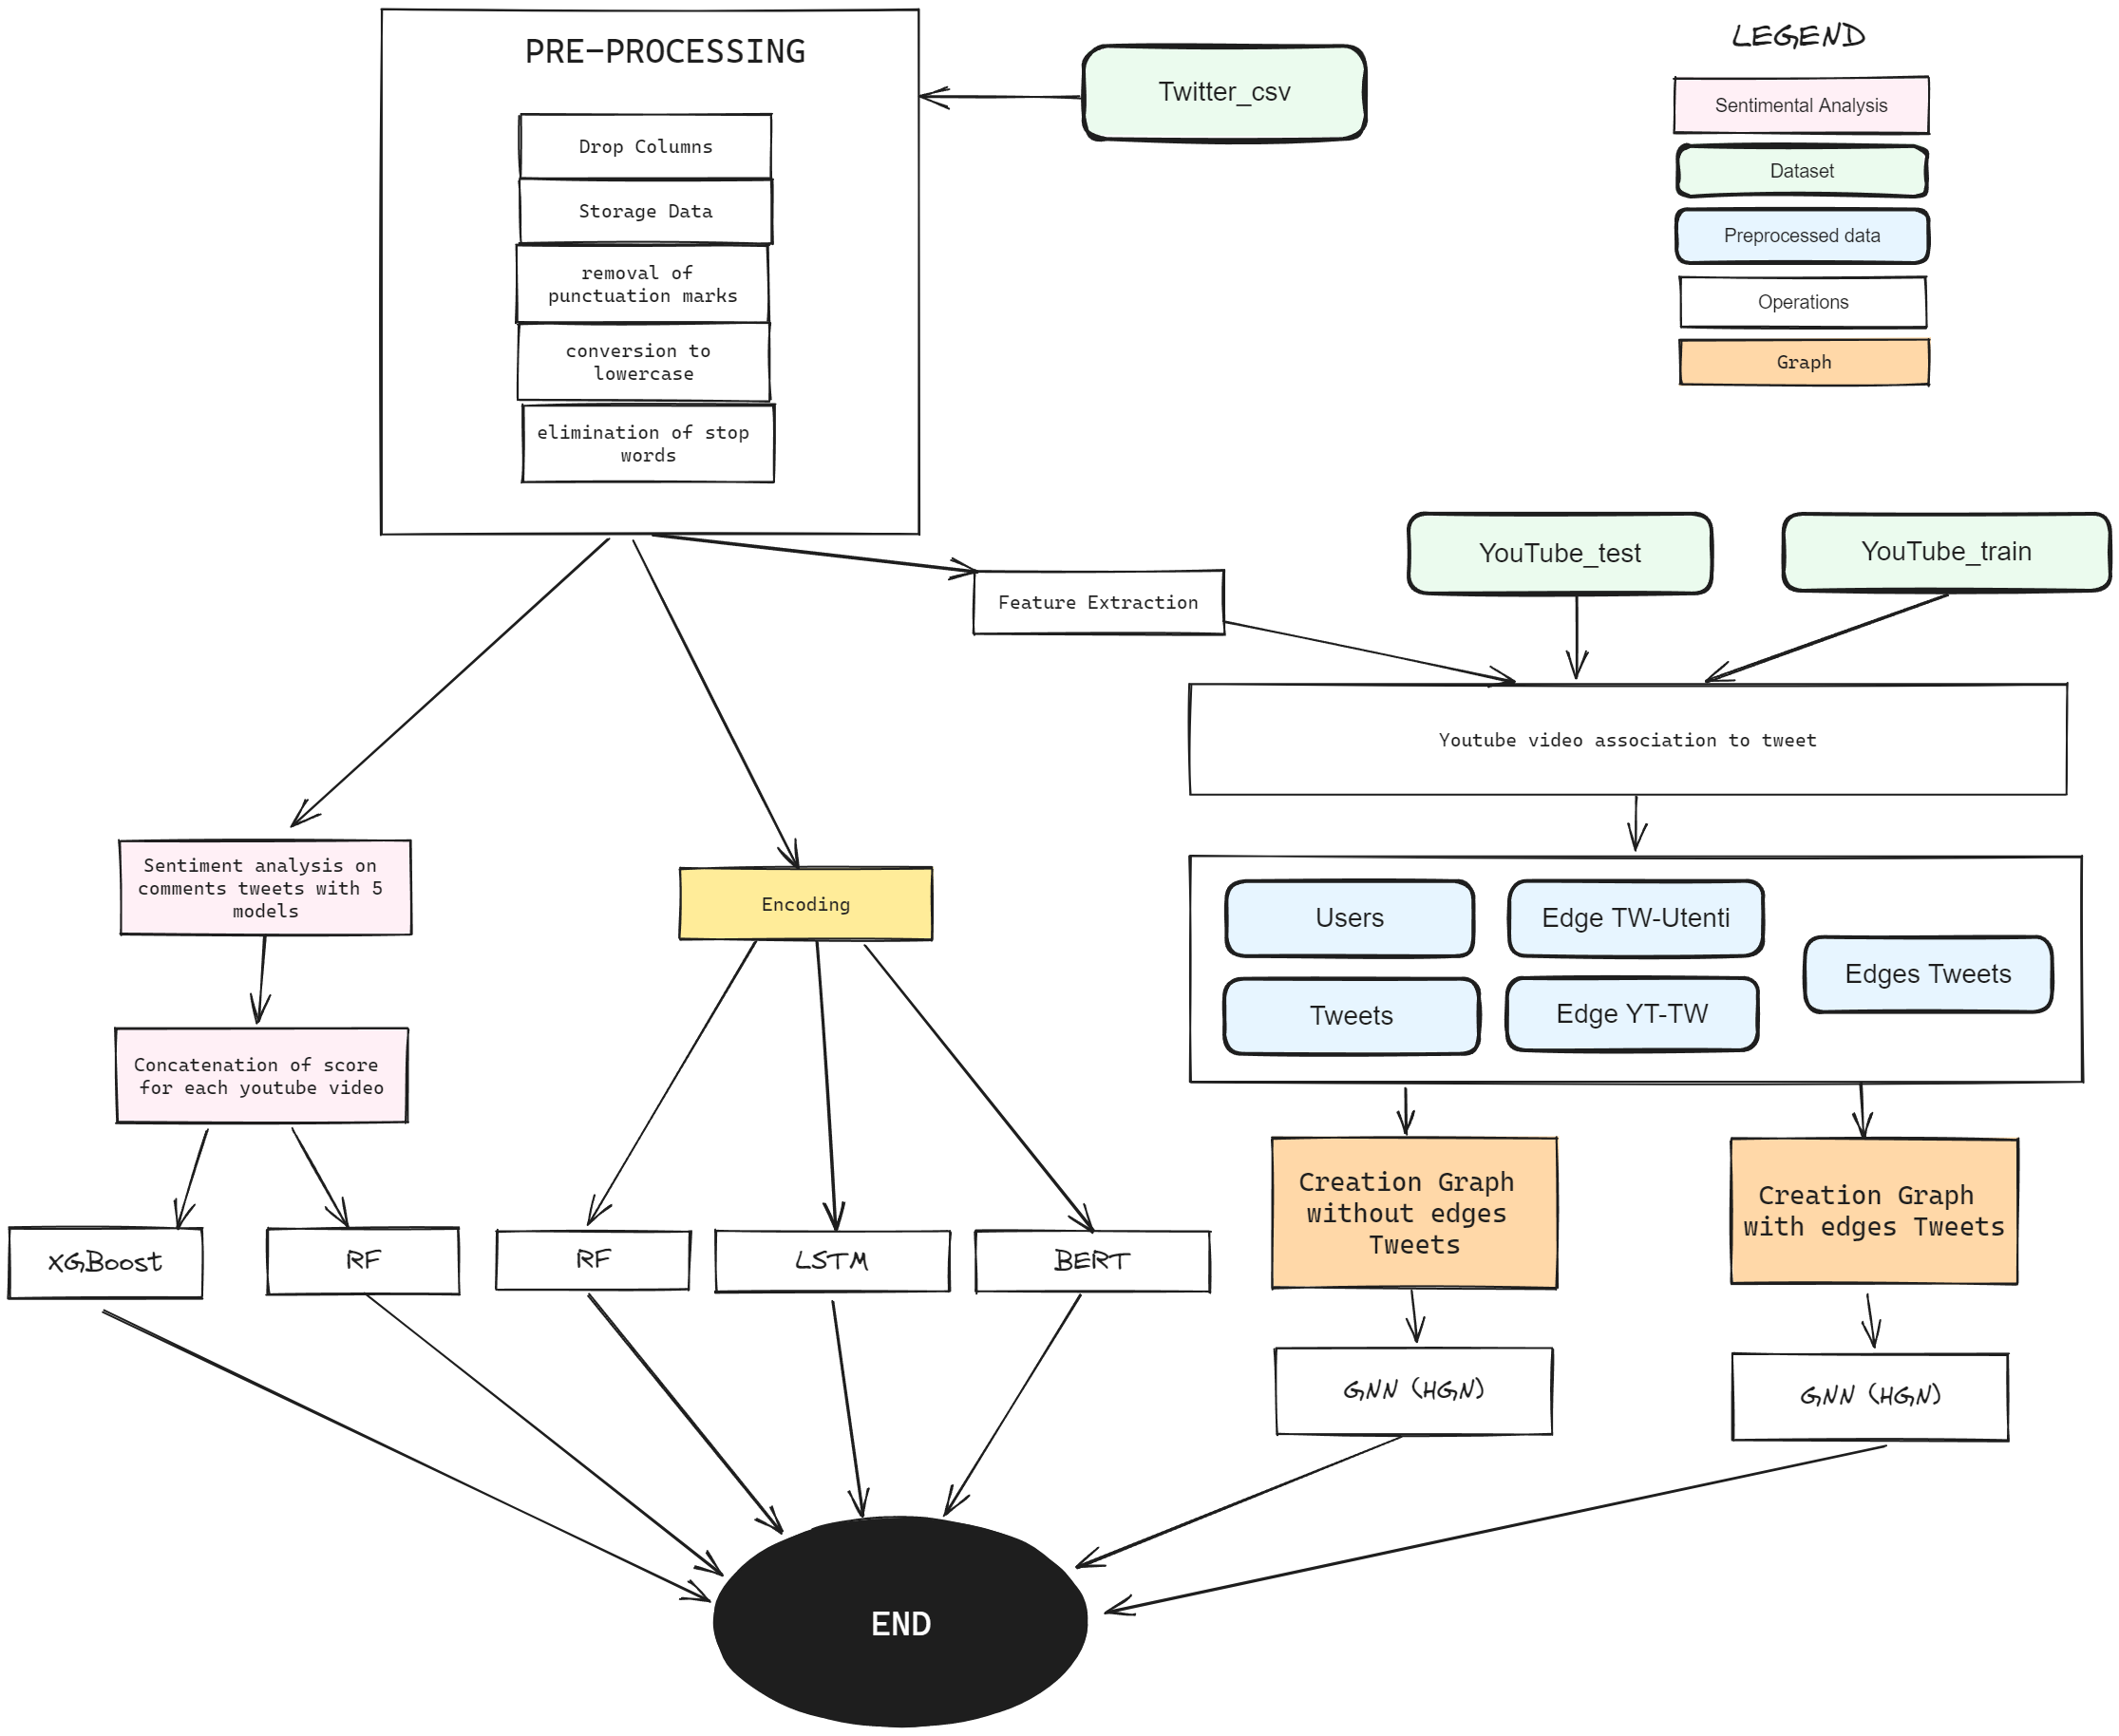 PRE-PROCESSING
Twitter_csv
Drop Columns
Storage Data
removal of
punctuation marks
conversion to
lowercase
elimination of stop
words
LEGEND
Sentimental Analysis
Dataset
Preprocessed data
Operations
Graph
YouTube_test
YouTube_train
Feature Extraction
Youtube video association to tweet
Sentiment analysis on
comments tweets with 5
models
Encoding
Users
Edge TW-Utenti
Edges Tweets
Tweets
Edge YT-TW
Concatenation of score
for each youtube video
Creation Graph
without edges
Tweets
Creation Graph
with edges Tweets
XGBoost
RF
RF
LSTM
BERT
GNN (HGN)
GNN (HGN)
END